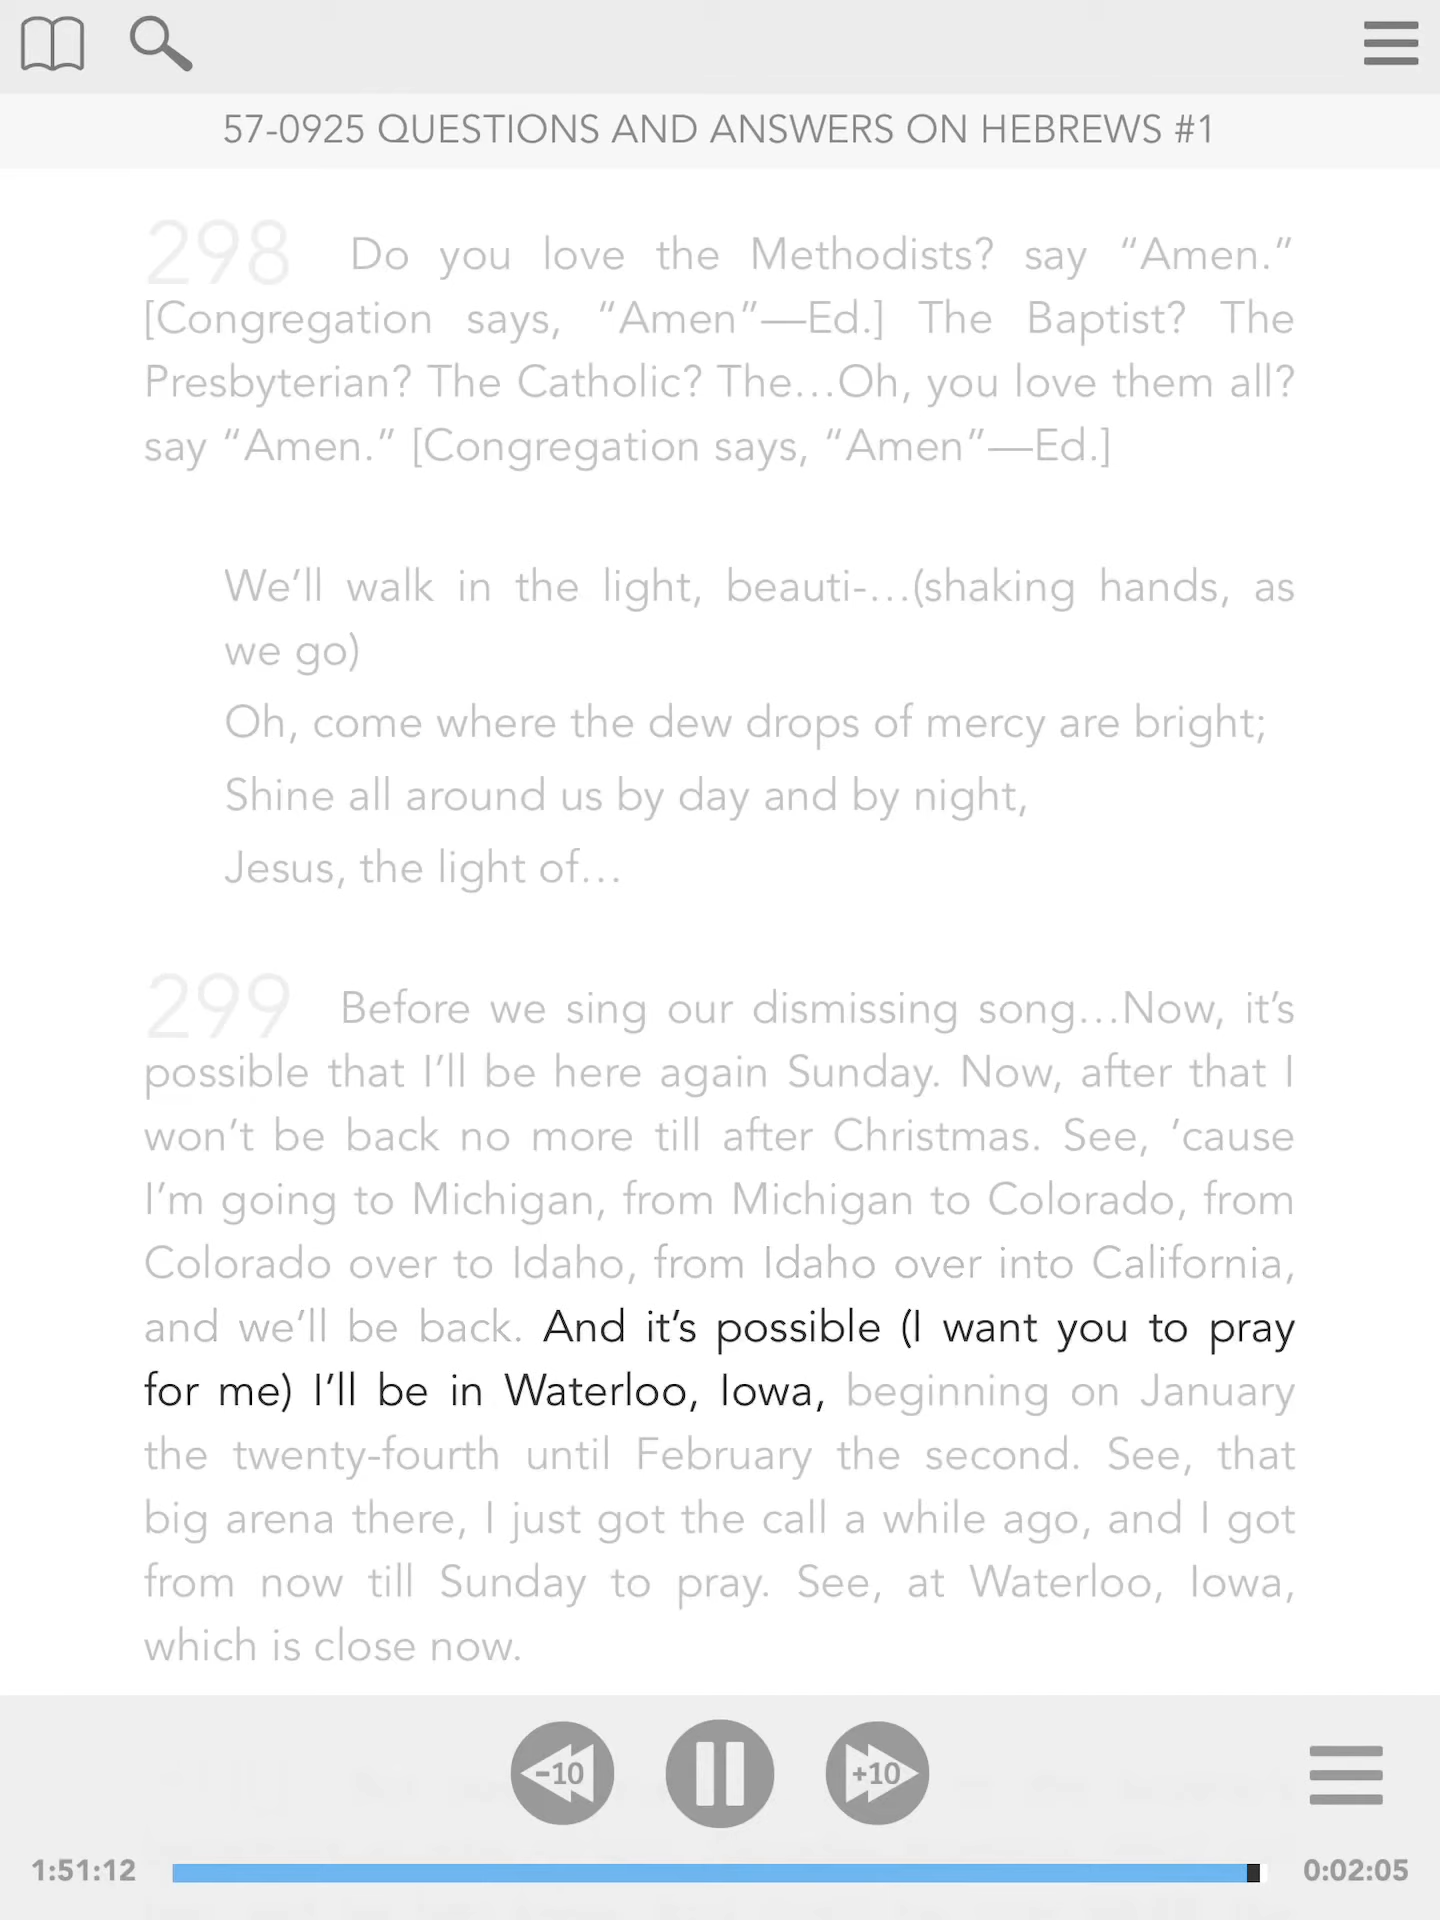 57-0925 QUESTIONS AND ANSWERS ON HEBREWS #1
298 Do you love the Methodists? say “Amen.”
[Congregation says, “Amen”—Ed.] The Baptist? The
Presbyterian? The Catholic? The…Oh, you love them all?
say “Amen.” [Congregation says, “Amen”—Ed.]
We’ll walk in the light, beauti-…(shaking hands, as
we go)
Oh, come where the dew drops of mercy are bright;
Shine all around us by day and by night,
Jesus, the light of…
299 Before we sing our dismissing song…Now, it’s
possible that I’ll be here again Sunday. Now, after that I
won’t be back no more till after Christmas. See, ’cause
I’m going to Michigan, from Michigan to Colorado, from
Colorado over to Idaho, from Idaho over into California,
and we’ll be back. And it’s possible (I want you to pray
for me) I’ll be in Waterloo, Iowa, beginning on January
the twenty-fourth until February the second. See, that
big arena there, I just got the call a while ago, and I got
from now till Sunday to pray. See, at Waterloo, Iowa,
which is close now.
-10 +10
1:51:12 0:02:05